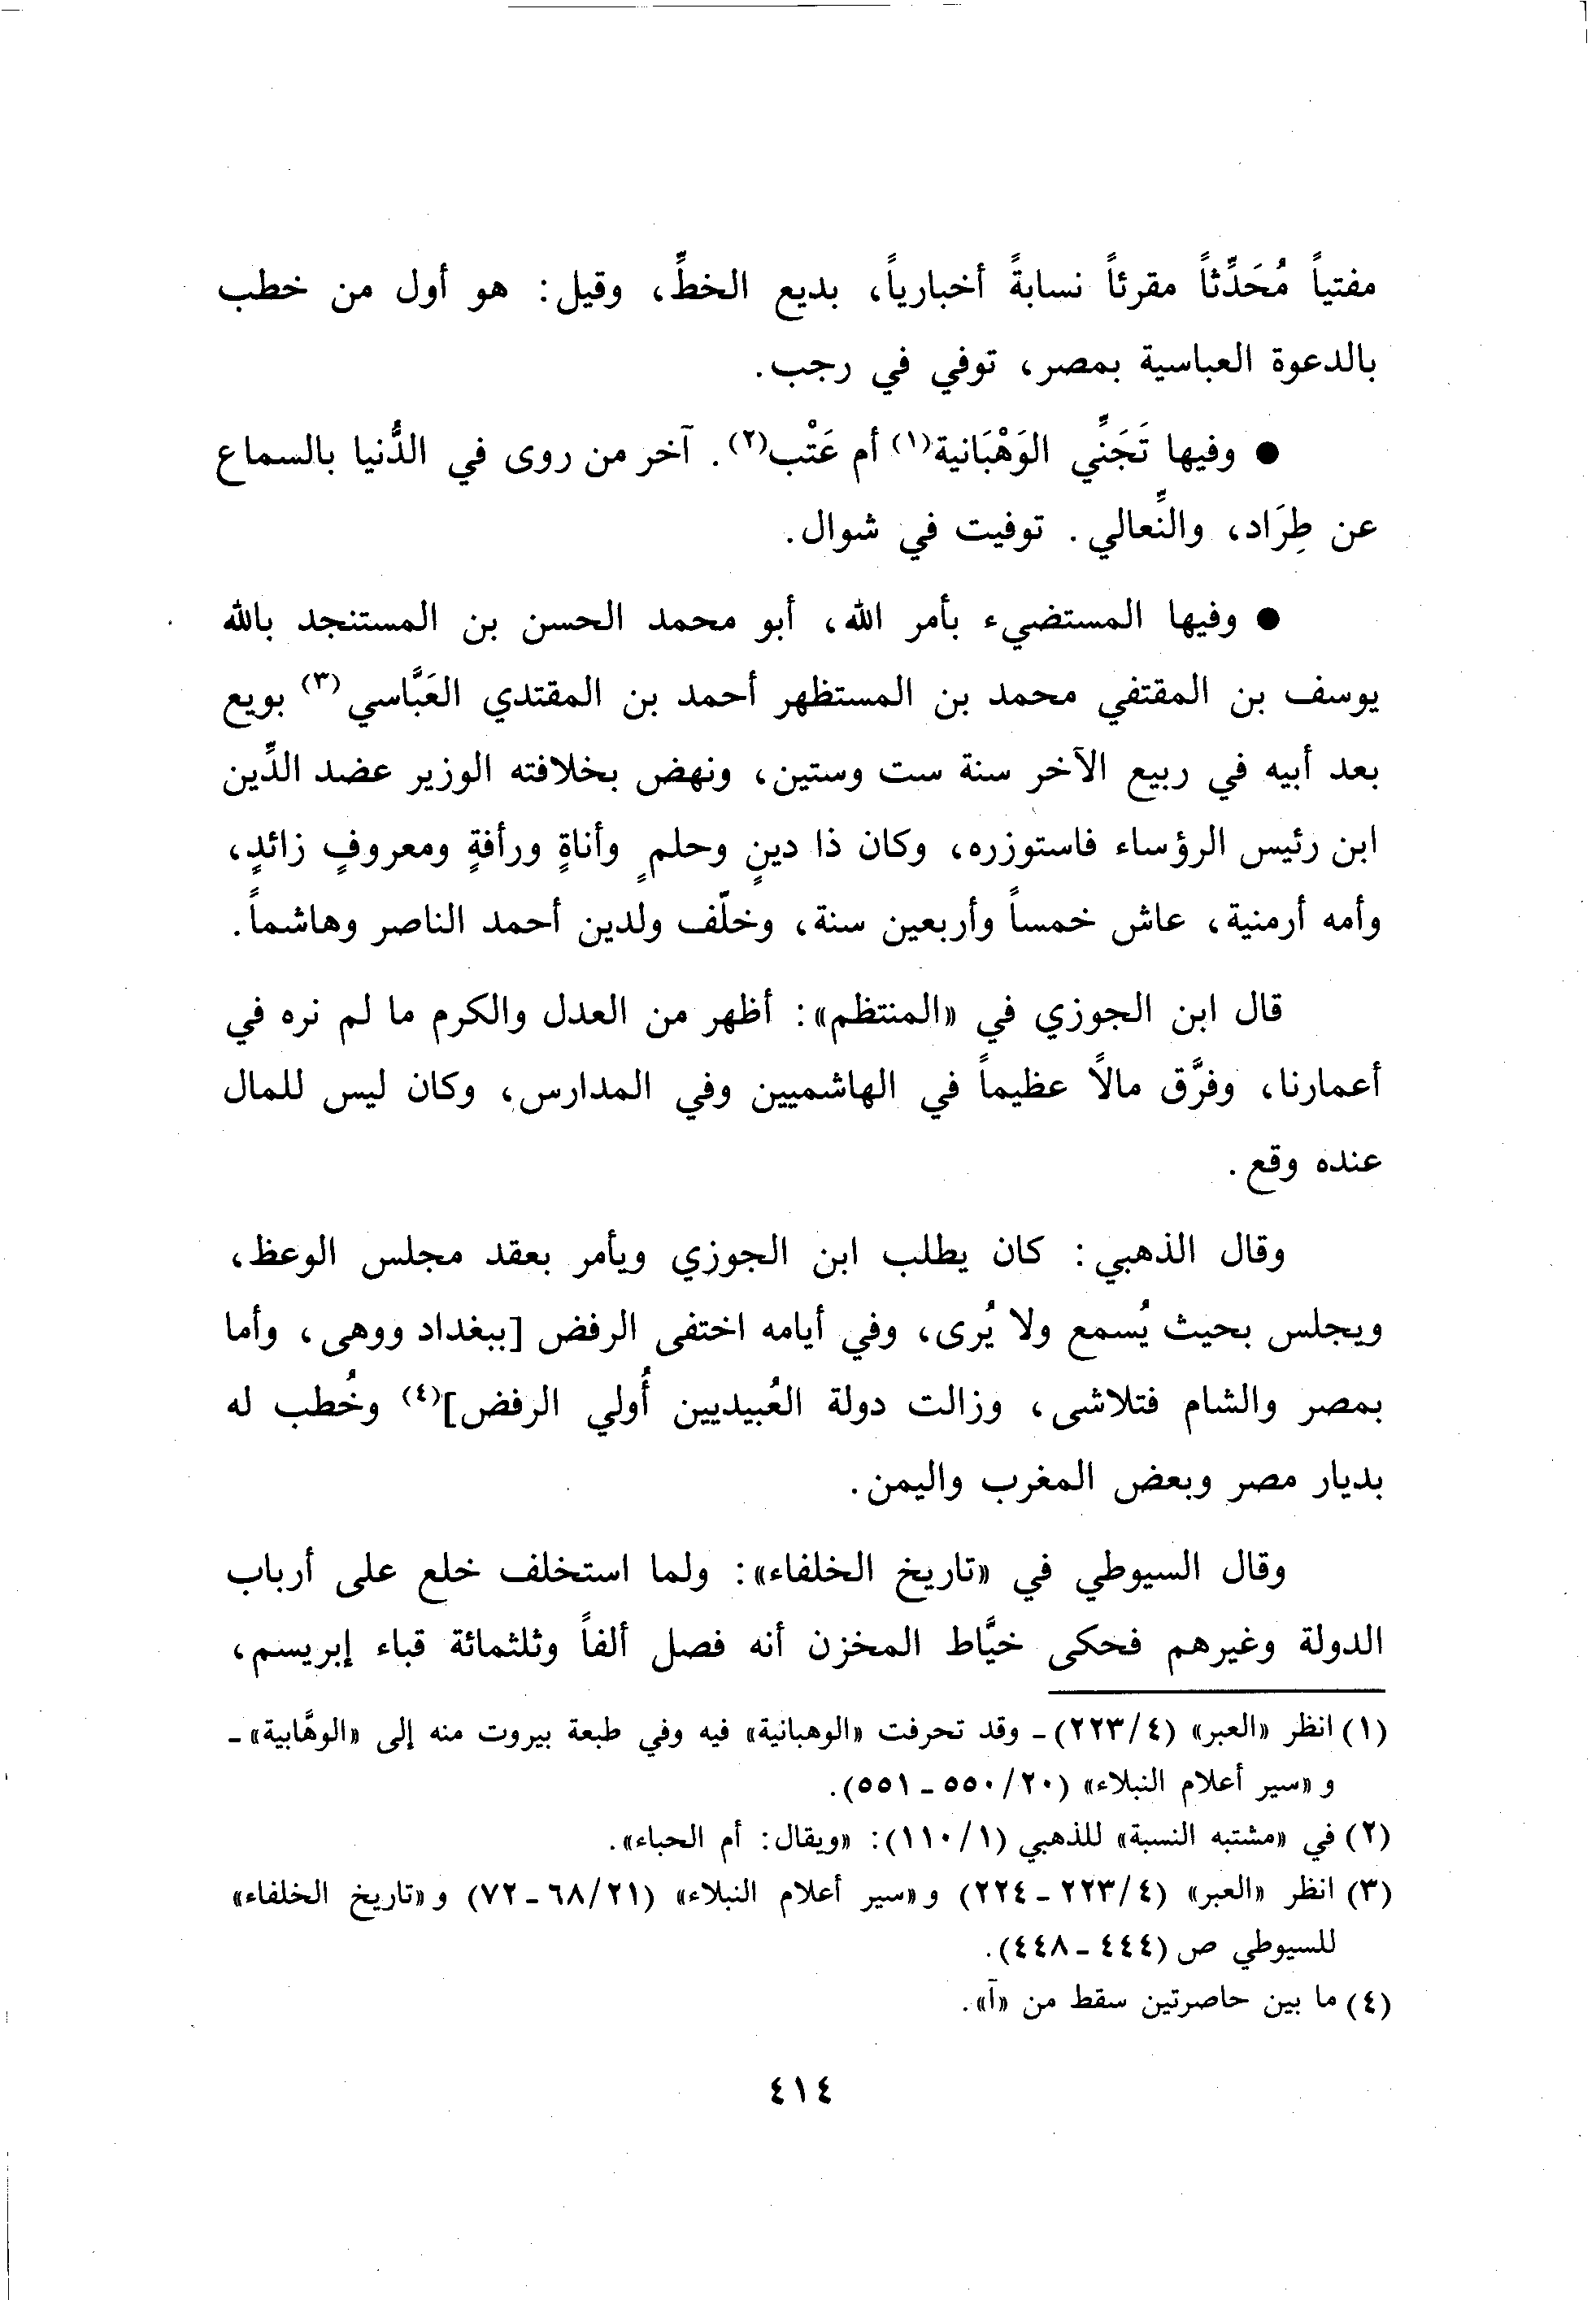 مفتياً مُحَدِّثاً مقرئاً نسابةً أخبارياً، بديع الخطِّ، وقيل: هو أول من خطب
بالدعوة العباسية بمصر، توفي في رجب.
● وفيها تَجَنِّي الوَهْبَانية(١) أم عَتْب(٢). آخر من روى في الدُّنيا بالسماع
عن طِرَاد، والنِّعالي. توفيت في شوال.
● وفيها المستضيء بأمر الله، أبو محمد الحسن بن المستنجد بالله
يوسف بن المقتفي محمد بن المستظهر أحمد بن المقتدي العَبَّاسي(٣) بويع
بعد أبيه في ربيع الآخر سنة ست وستين، ونهض بخلافته الوزير عضد الدِّين
ابن رئيس الرؤساء فاستوزره، وكان ذا دينٍ وحلمٍ وأناةٍ ورأفةٍ ومعروفٍ زائدٍ،
وأمه أرمنية، عاش خمساً وأربعين سنة، وخلّف ولدين أحمد الناصر وهاشماً.
قال ابن الجوزي في «المنتظم»: أظهر من العدل والكرم ما لم نره في
أعمارنا، وفرَّق مالاً عظيماً في الهاشميين وفي المدارس، وكان ليس للمال
عنده وقع.
وقال الذهبي: كان يطلب ابن الجوزي ويأمر بعقد مجلس الوعظ،
ويجلس بحيث يُسمع ولا يُرى، وفي أيامه اختفى الرفض [ببغداد ووهى، وأما
بمصر والشام فتلاشى، وزالت دولة العُبيديين أُولي الرفض](٤) وخُطب له
بديار مصر وبعض المغرب واليمن.
وقال السيوطي في «تاريخ الخلفاء»: ولما استخلف خلع على أرباب
الدولة وغيرهم فحكى خيَّاط المخزن أنه فصل ألفاً وثلثمائة قباء إبريسم،
(١) انظر «العبر» (٤/٢٢٣) ـ وقد تحرفت «الوهبانية» فيه وفي طبعة بيروت منه إلى «الوهَّابية» ـ
و «سير أعلام النبلاء» (٢٠/٥٥٠ ـ ٥٥١).
(٢) في «مشتبه النسبة» للذهبي (١/١١٠): «ويقال: أم الحباء».
(٣) انظر «العبر» (٤/٢٢٣ ـ ٢٢٤) و «سير أعلام النبلاء» (٢١/٦٨ ـ ٧٢) و «تاريخ الخلفاء»
للسيوطي ص (٤٤٤ ـ ٤٤٨).
(٤) ما بين حاصرتين سقط من «آ».
٤١٤